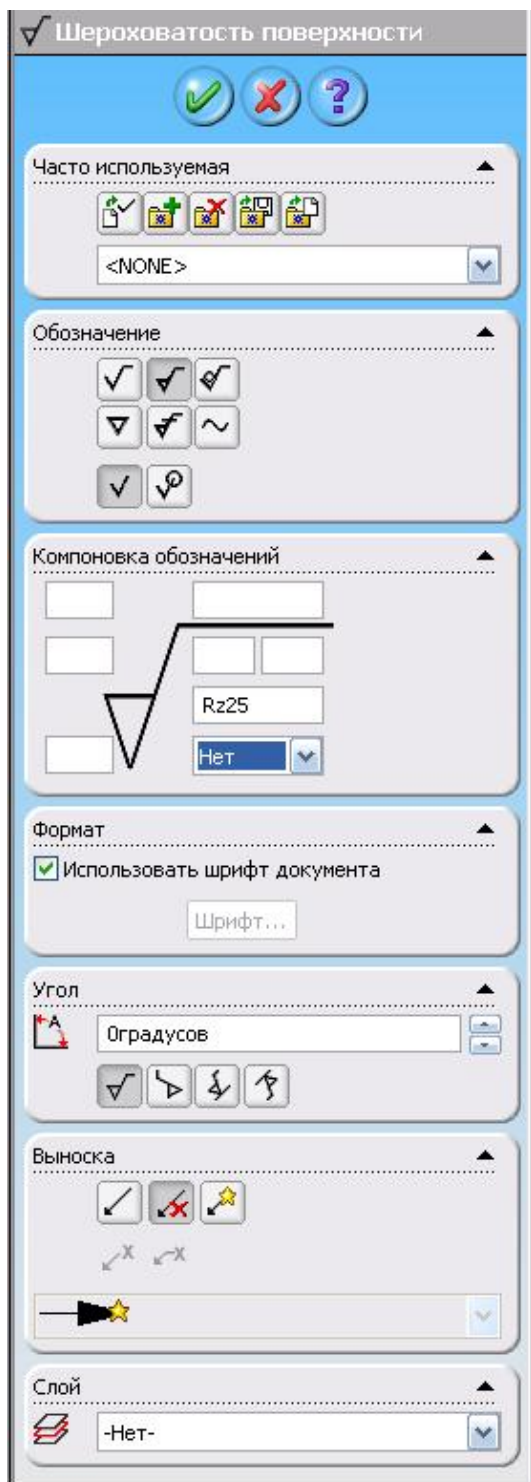 Шероховатость поверхности
Часто используемая
<NONE>
Обозначение
Компоновка обозначений
Rz25
Нет
Формат
Использовать шрифт документа
Шрифт...
Угол
0градусов
Выноска
Слой
-Нет-